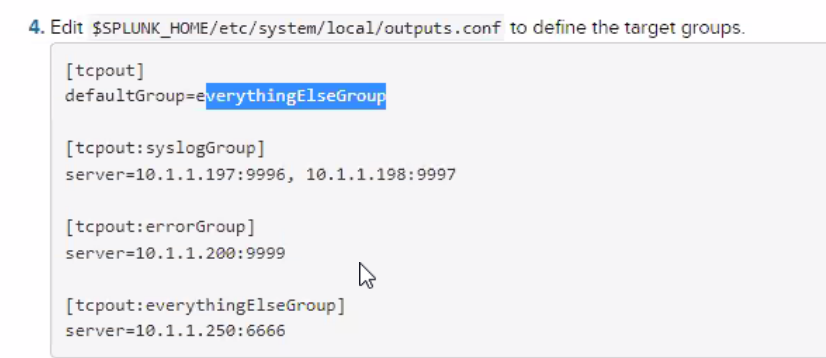 4. Edit $SPLUNK_HOME/etc/system/local/outputs.conf to define the target groups.
[tcpout]
defaultGroup=everythingElseGroup
[tcpout:syslogGroup]
server=10.1.1.197:9996, 10.1.1.198:9997
[tcpout:errorGroup]
server=10.1.1.200:9999
[tcpout:everythingElseGroup]
server=10.1.1.250:6666